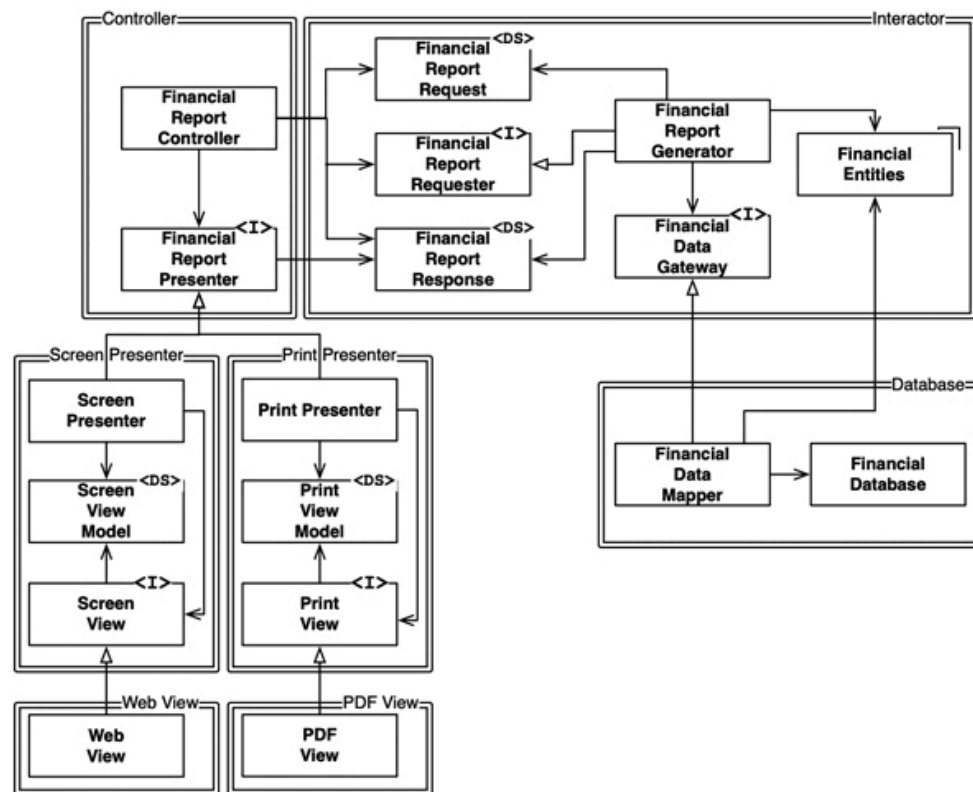 Controller
Interactor
<DS>
Financial
Report
Request
Financial
Report
Controller
<I>
Financial
Report
Requester
Financial
Report
Generator
Financial
Entities
<I>
Financial
Report
Presenter
<DS>
Financial
Report
Response
<I>
Financial
Data
Gateway
Screen Presenter
Print Presenter
Database
Screen
Presenter
Print Presenter
<DS>
Screen
View
Model
<DS>
Print
View
Model
Financial
Data
Mapper
Financial
Database
<I>
Screen
View
<I>
Print
View
Web View
PDF View
Web
View
PDF
View